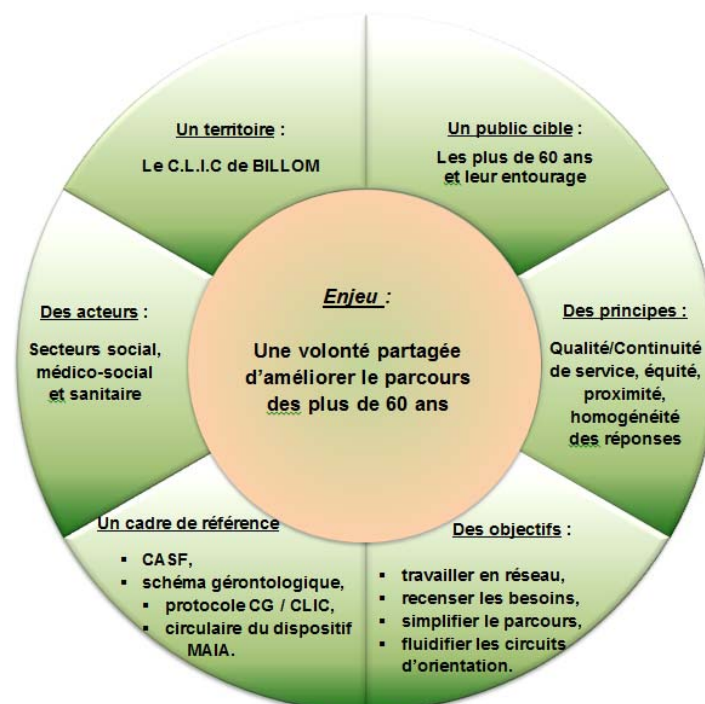 Un territoire :
Le C.L.I.C de BILLOM
Un public cible :
Les plus de 60 ans
et leur entourage
Des acteurs :
Secteurs social,
médico-social
et sanitaire
Enjeu :
Une volonté partagée
d'améliorer le parcours
des plus de 60 ans
Des principes :
Qualité/Continuité
de service, équité,
proximité,
homogénéité
des réponses
Un cadre de référence
▪ CASF,
▪ schéma gérontologique,
▪ protocole CG / CLIC,
▪ circulaire du dispositif
MAIA.
Des objectifs :
▪ travailler en réseau,
▪ recenser les besoins,
▪ simplifier le parcours,
▪ fluidifier les circuits
d'orientation.